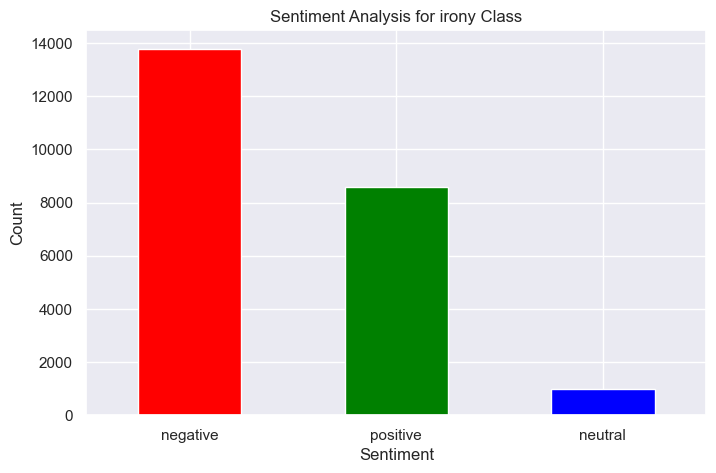 Sentiment Analysis for irony Class
14000
12000
10000
8000
6000
4000
2000
0
Count
negative positive neutral
Sentiment